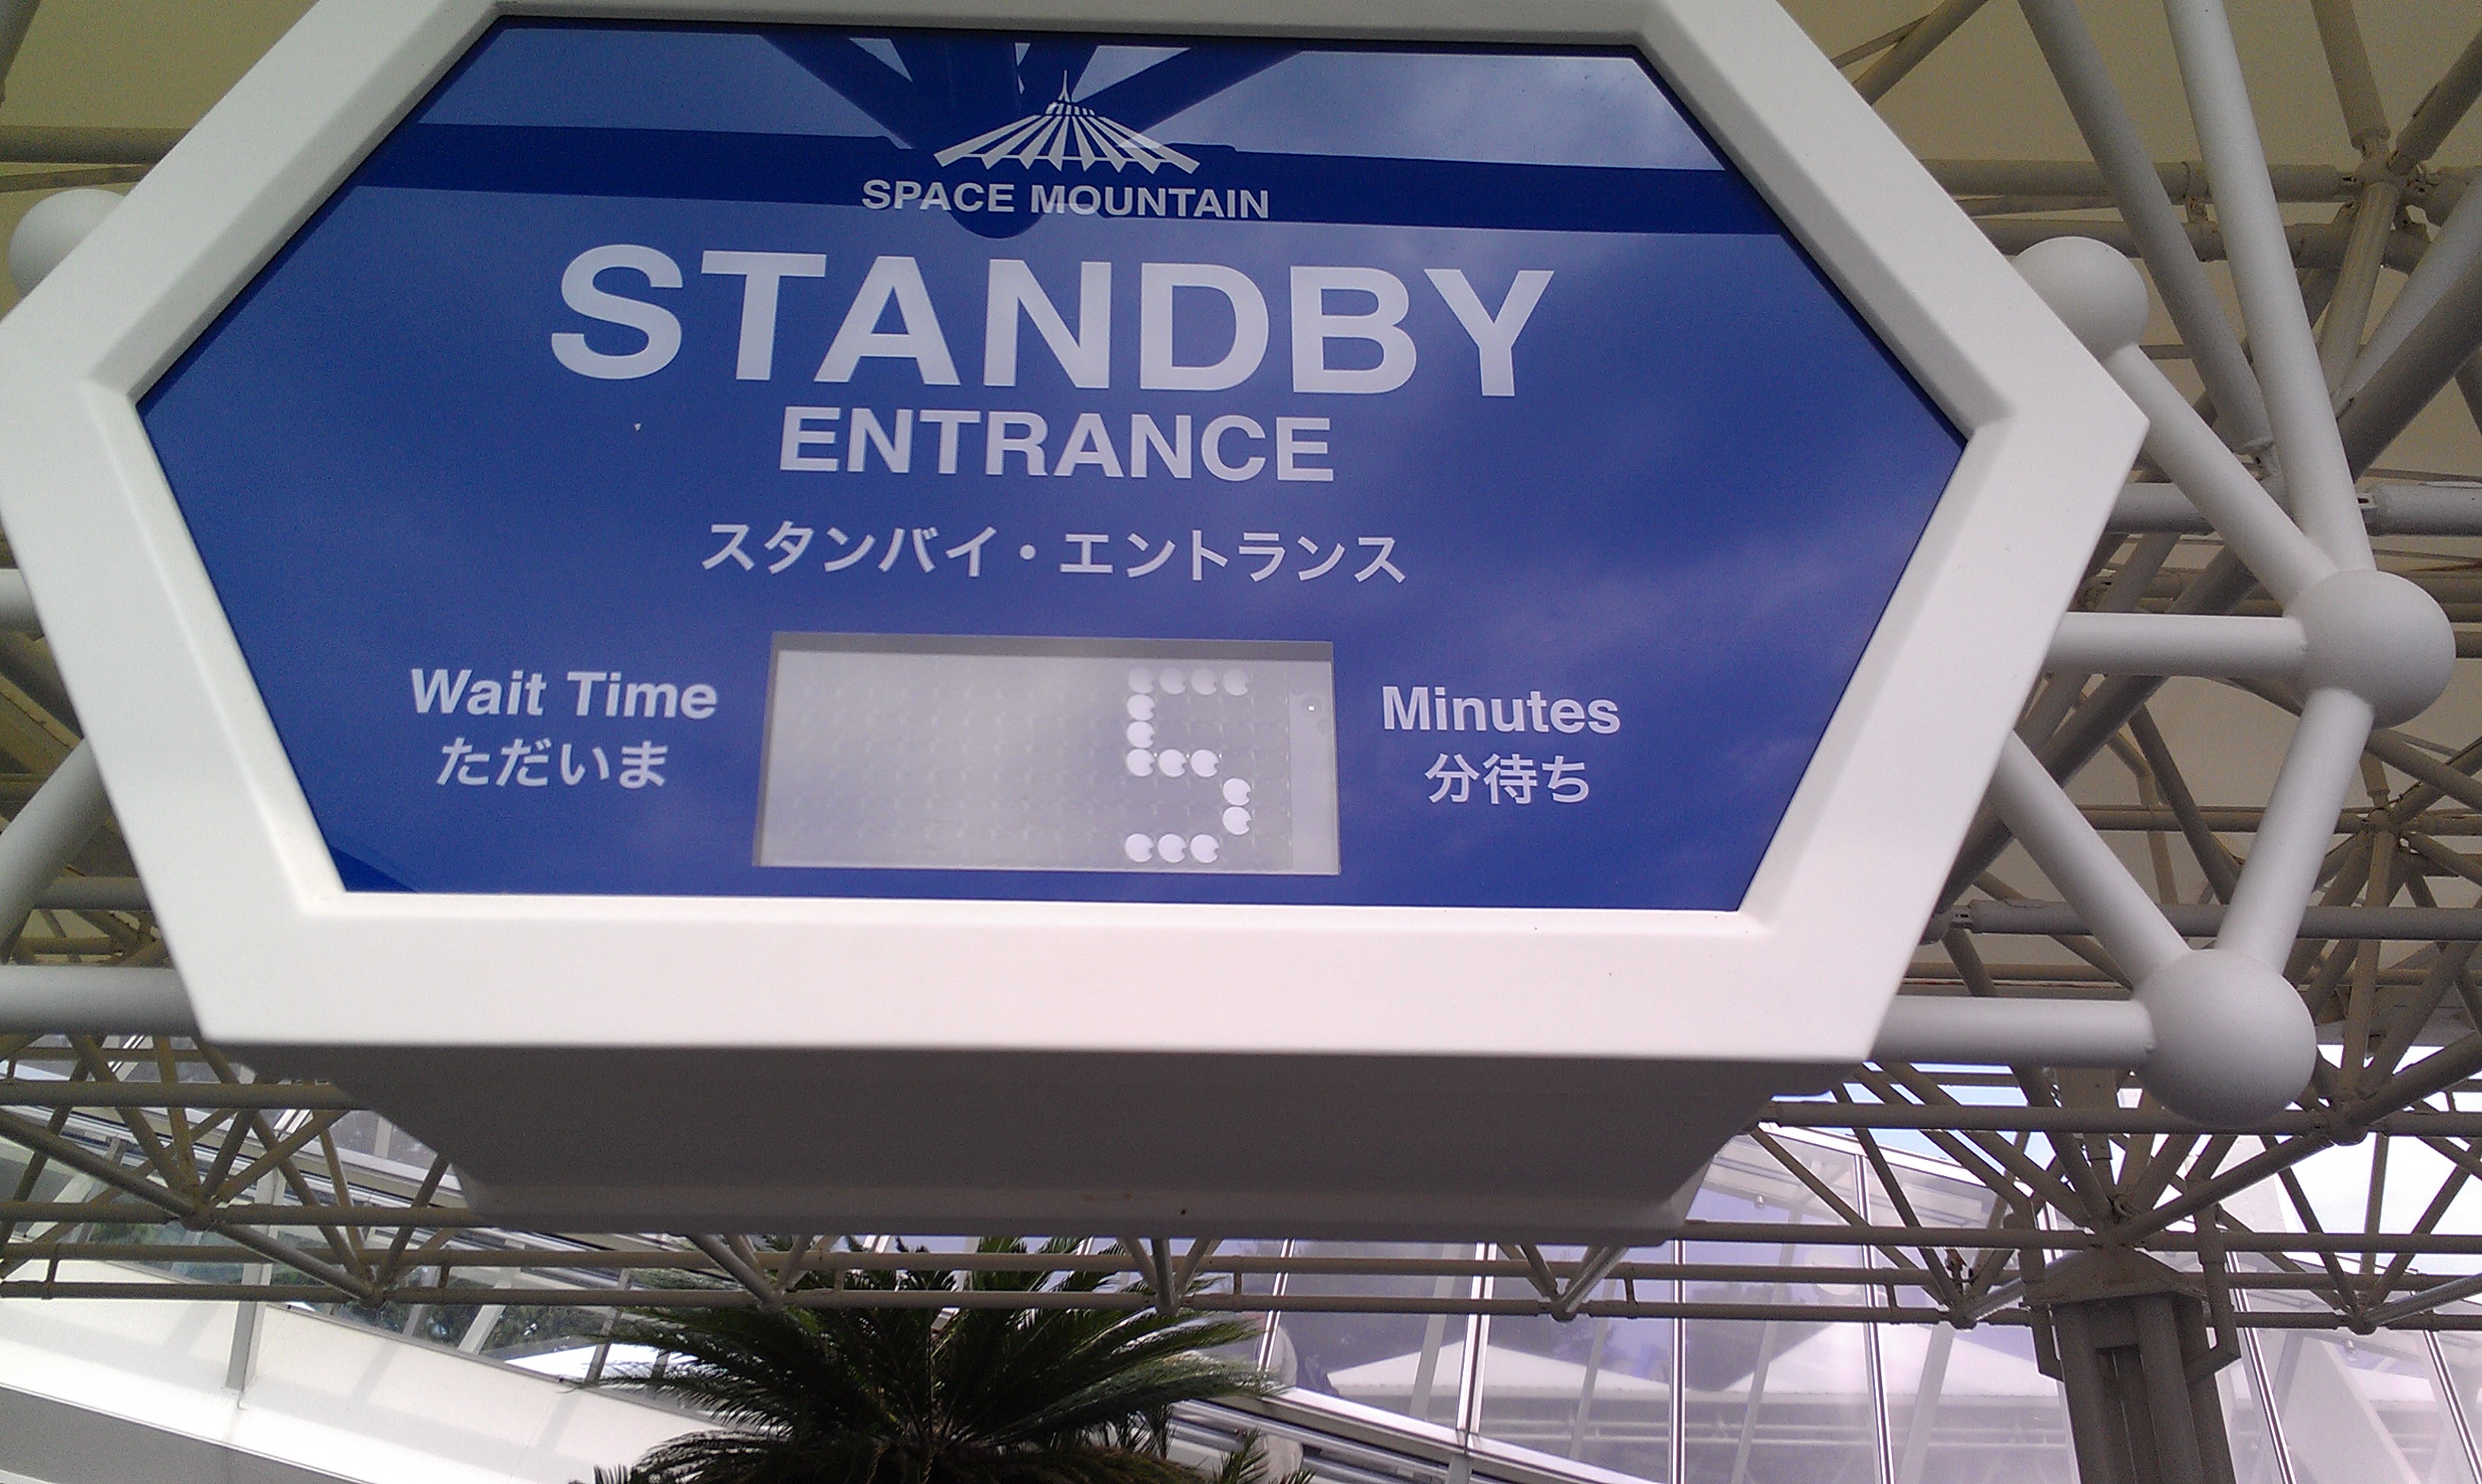 SPACE MOUNTAIN
STANDBY
ENTRANCE
スタンバイ・エントランス
Wait Time 5 Minutes
ただいま 分待ち